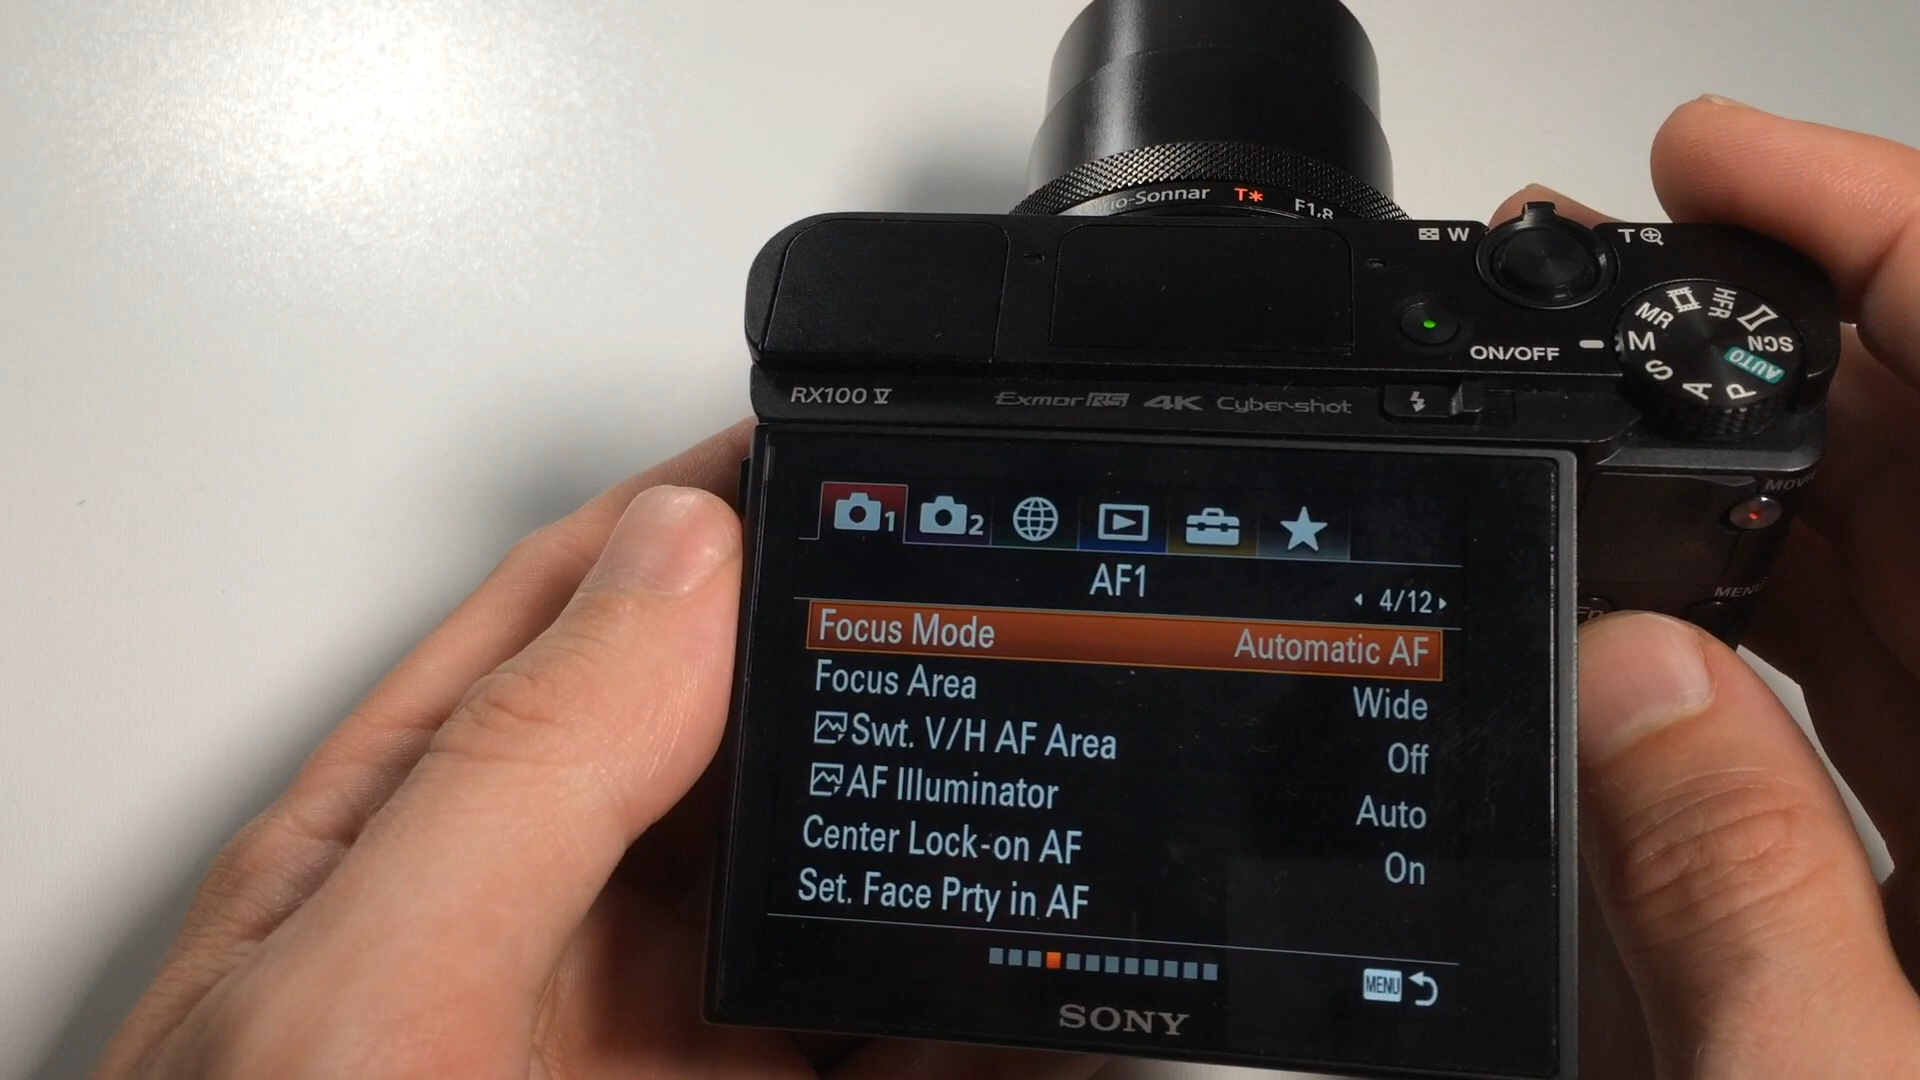 Sonnar T* F1,8
W T
ON/OFF
MR HFR SCN
M AUTO
S A P
RX100 V Exmor RS 4K Cyber-shot
MENU
1 2
AF1
4/12
Focus Mode Automatic AF
Focus Area Wide
Swt. V/H AF Area Off
AF Illuminator Auto
Center Lock-on AF On
Set. Face Prty in AF
MENU
SONY